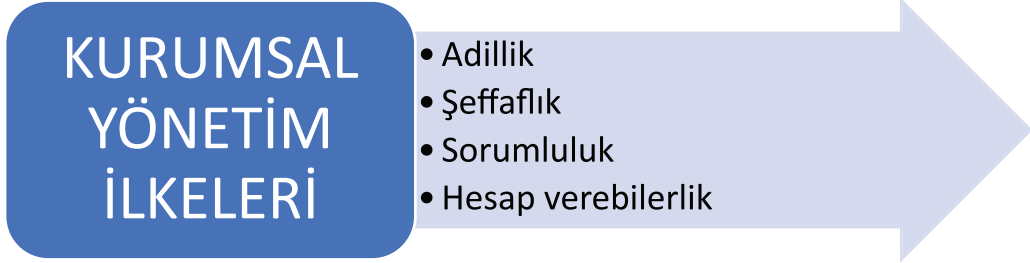 KURUMSAL
YÖNETİM
İLKELERİ
• Adillik
• Şeffaflık
• Sorumluluk
• Hesap verebilerlik